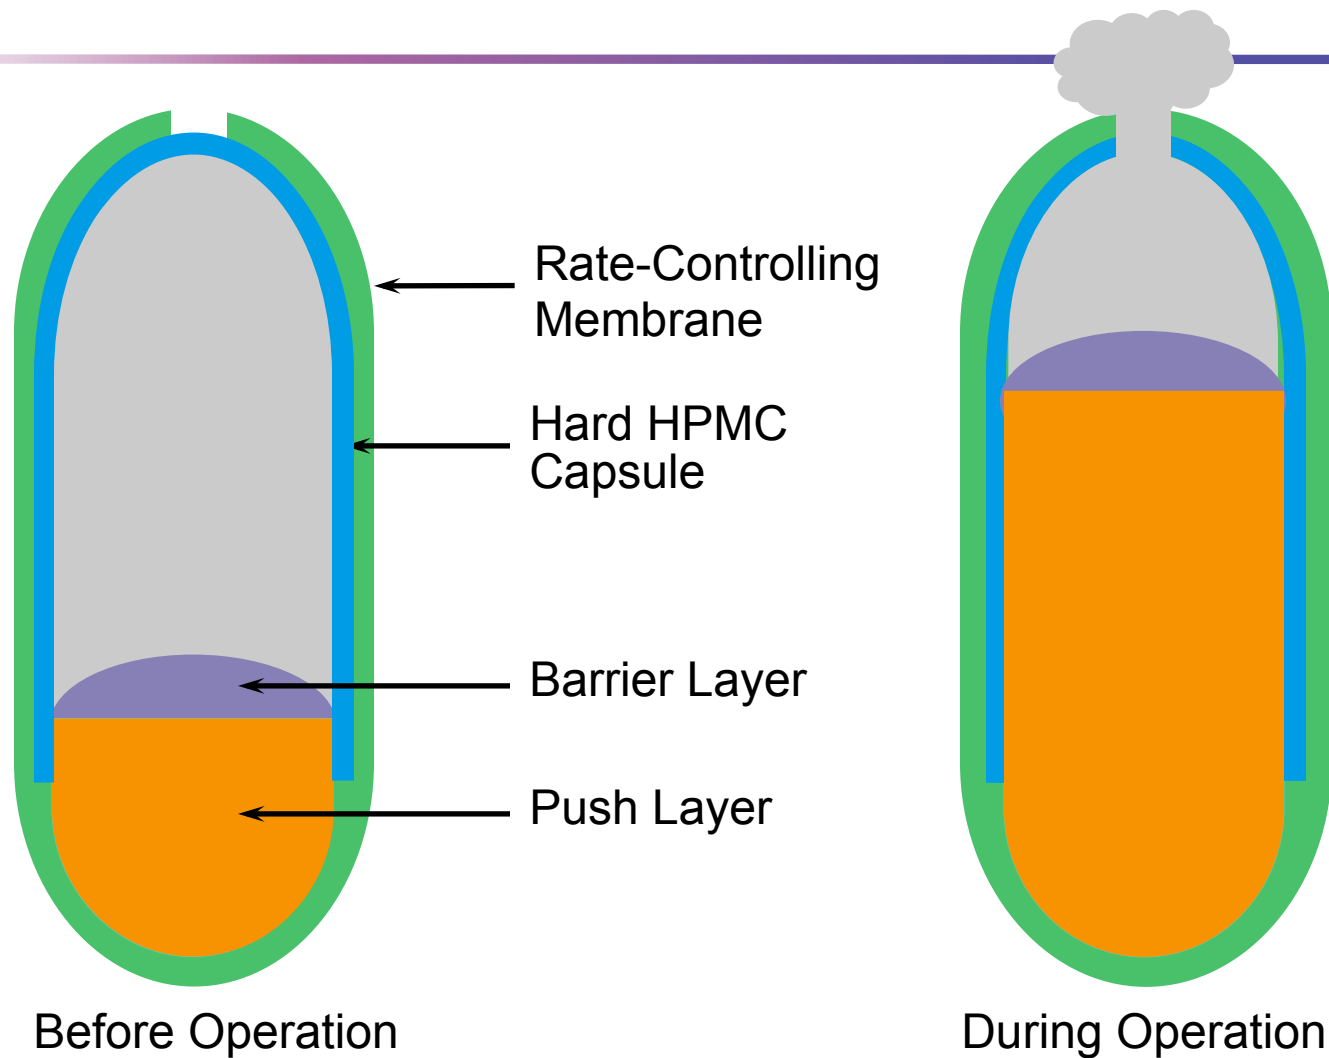 Rate-Controlling
Membrane
Hard HPMC
Capsule
Barrier Layer
Push Layer
Before Operation
During Operation